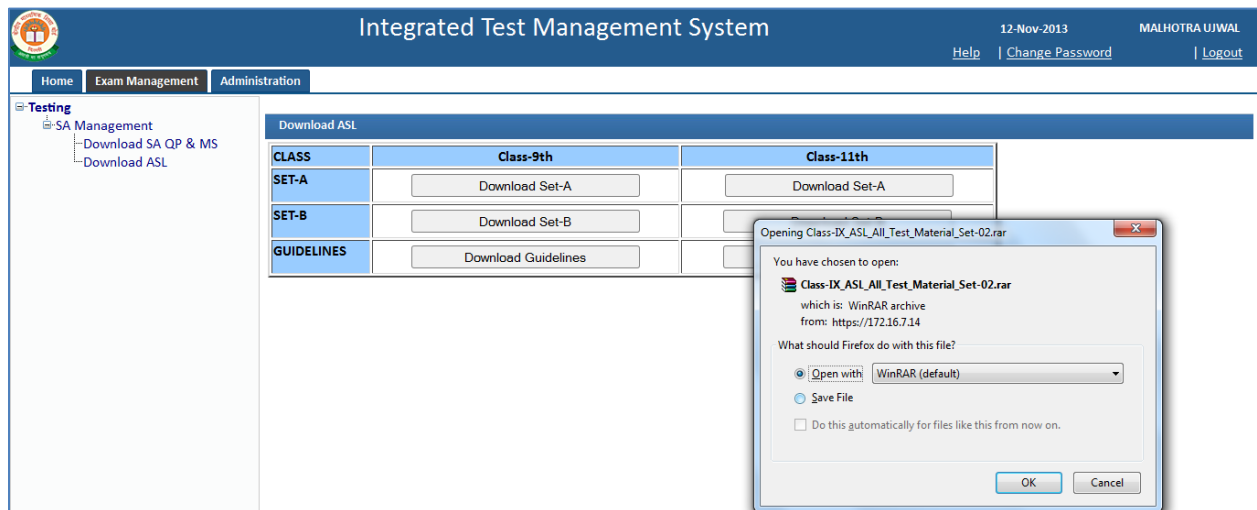 Integrated Test Management System
12-Nov-2013 MALHOTRA UJWAL
Help | Change Password | Logout
Home Exam Management Administration
Testing
SA Management
Download SA QP & MS
Download ASL
Download ASL
CLASS Class-9th Class-11th
SET-A Download Set-A Download Set-A
SET-B Download Set-B
GUIDELINES Download Guidelines
Opening Class-IX_ASL_All_Test_Material_Set-02.rar
You have chosen to open:
Class-IX_ASL_All_Test_Material_Set-02.rar
which is: WinRAR archive
from: https://172.16.7.14
What should Firefox do with this file?
Open with WinRAR (default)
Save File
Do this automatically for files like this from now on.
OK Cancel